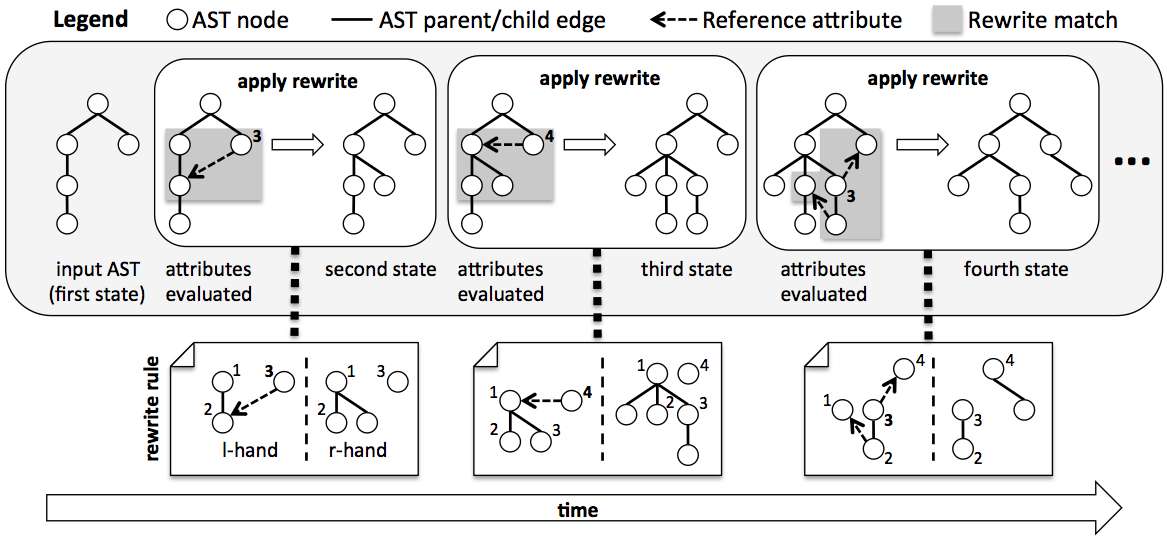 Legend AST node AST parent/child edge Reference attribute Rewrite match
apply rewrite apply rewrite apply rewrite
3 4
3
...
input AST attributes second state attributes third state attributes fourth state
(first state) evaluated evaluated evaluated
rewrite rule
1 3 1 3
2 2
l-hand r-hand
1 4
2 3
1 4
2 3
4
1 3
2
4
3
2
time